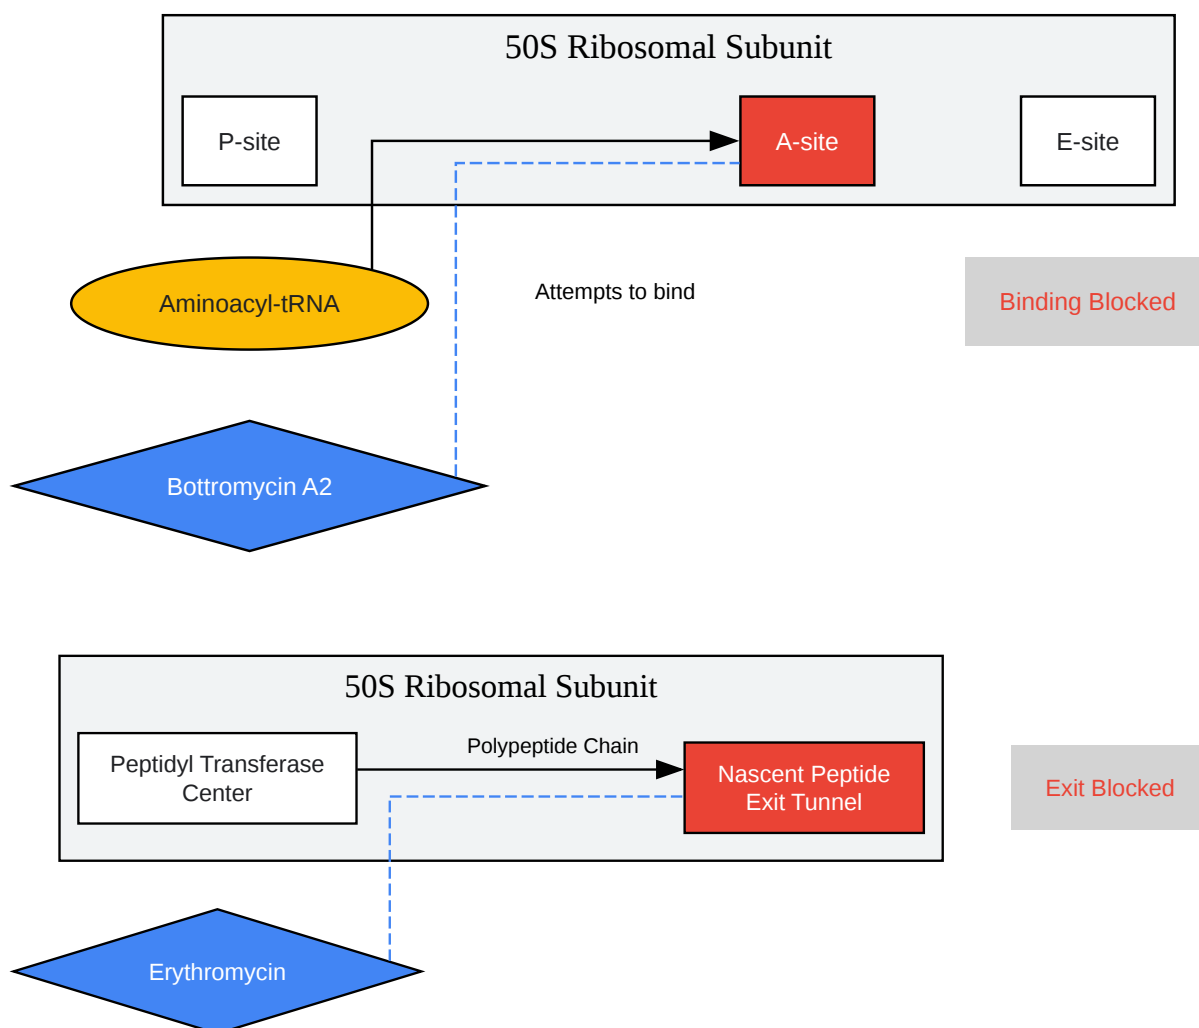 50S Ribosomal Subunit
P-site
A-site
E-site
Aminoacyl-tRNA
Attempts to bind
Binding Blocked
Bottromycin A2
50S Ribosomal Subunit
Polypeptide Chain
Peptidyl Transferase
Center
Nascent Peptide
Exit Tunnel
Exit Blocked
Erythromycin